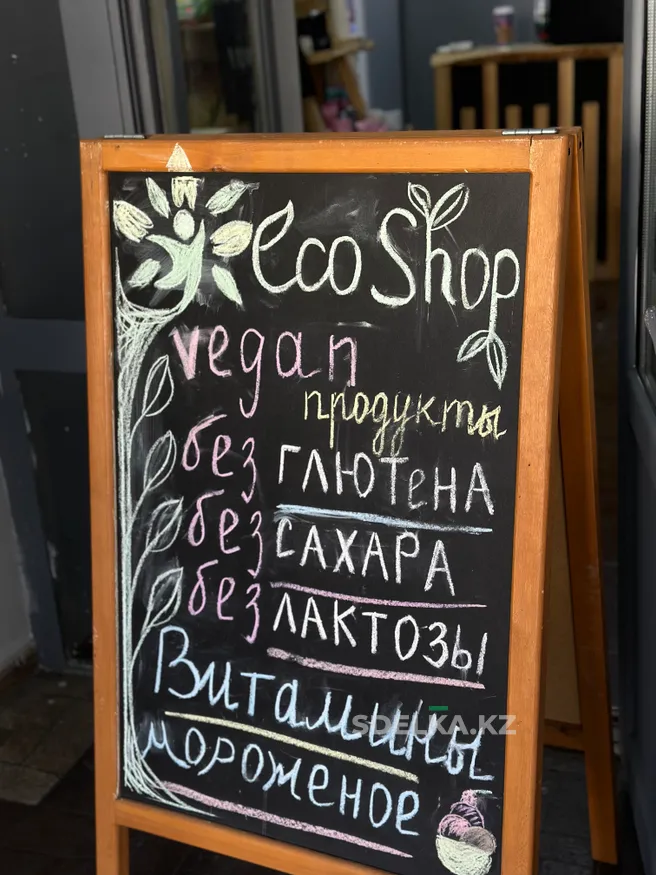 eco Shop
vegan
продукты
без ГЛЮТеНА
без САХАРА
без ЛАКТОЗЫ
Витамины
мороженое
SDELKA.KZ